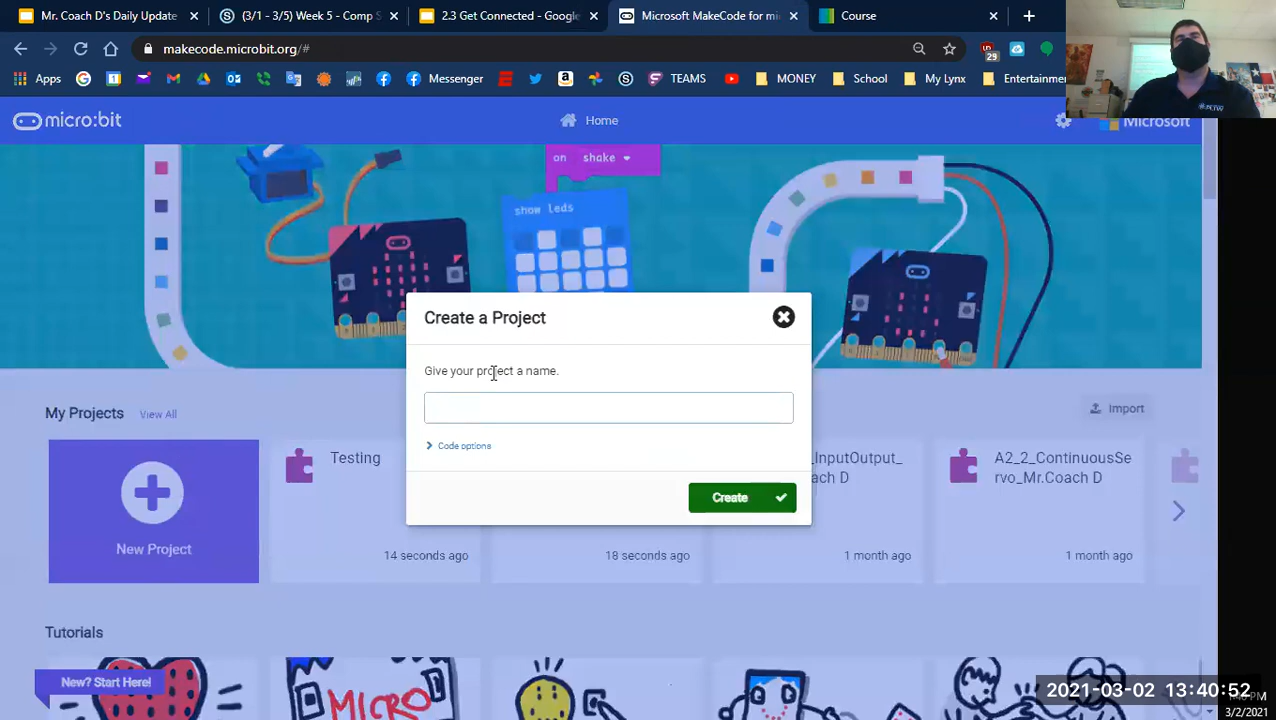 Mr. Coach D's Daily Update
(3/1 - 3/5) Week 5 - Comp S
2.3 Get Connected - Google
Microsoft MakeCode for mi
Course
makecode.microbit.org/#
29
Apps
Messenger
TEAMS
MONEY
School
My Lynx
Entertainme
micro:bit
Home
Microsoft
on shake
show leds
Create a Project
Give your project a name.
Code options
Create
My Projects
View All
Import
New Project
Testing
14 seconds ago
18 seconds ago
_InputOutput_
ch D
1 month ago
A2_2_ContinuousSe
rvo_Mr.Coach D
1 month ago
Tutorials
New? Start Here!
MICRO
2021-03-02 13:40:52
3/2/2021